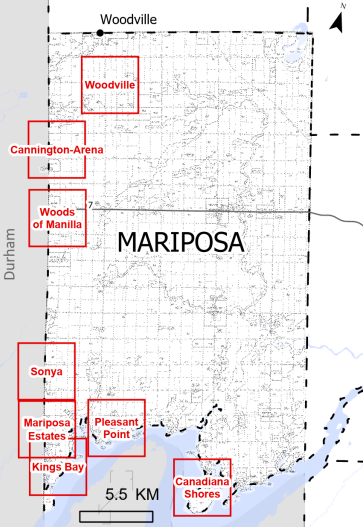 N
Woodville
Woodville
Cannington-Arena
Woods
of Manilla
7
MARIPOSA
Durham
Sonya
Mariposa
Estates
Pleasant
Point
Kings Bay
Canadiana
Shores
5.5 KM